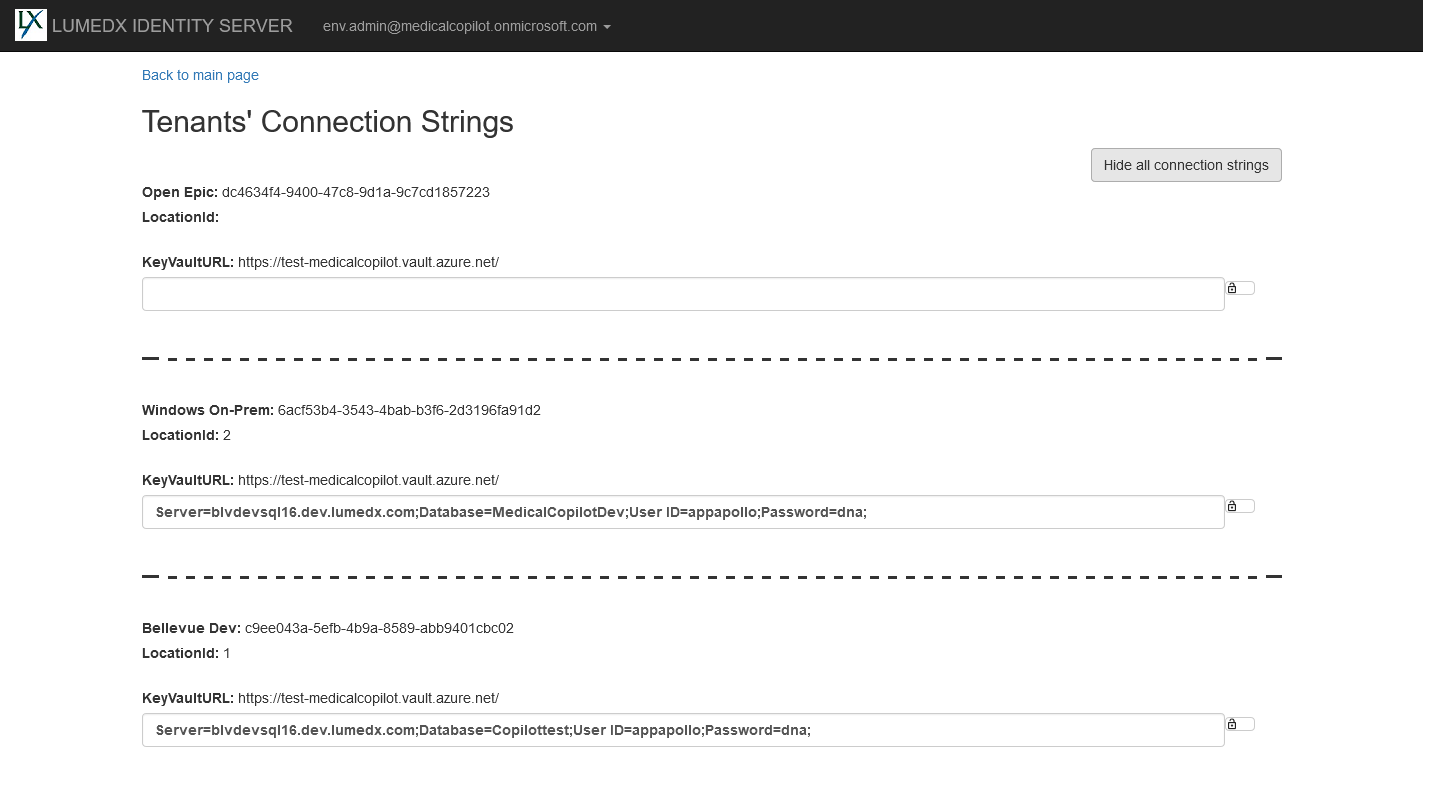 LX LUMEDX IDENTITY SERVER env.admin@medicalcopilot.onmicrosoft.com
Back to main page
Tenants' Connection Strings
Hide all connection strings
Open Epic: dc4634f4-9400-47c8-9d1a-9c7cd1857223
LocationId:
KeyVaultURL: https://test-medicalcopilot.vault.azure.net/
Windows On-Prem: 6acf53b4-3543-4bab-b3f6-2d3196fa91d2
LocationId: 2
KeyVaultURL: https://test-medicalcopilot.vault.azure.net/
Server=blvdevsql16.dev.lumedx.com;Database=MedicalCopilotDev;User ID=appapollo;Password=dna;
Bellevue Dev: c9ee043a-5efb-4b9a-8589-abb9401cbc02
LocationId: 1
KeyVaultURL: https://test-medicalcopilot.vault.azure.net/
Server=blvdevsql16.dev.lumedx.com;Database=Copilottest;User ID=appapollo;Password=dna;